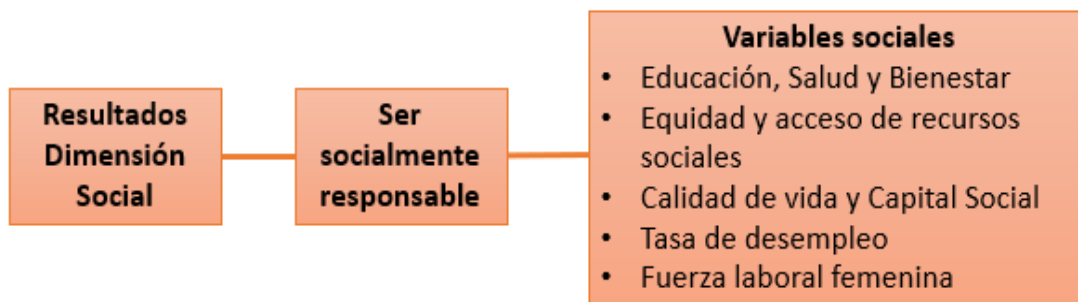 Resultados
Dimensión
Social
Ser
socialmente
responsable
Variables sociales
• Educación, Salud y Bienestar
• Equidad y acceso de recursos
sociales
• Calidad de vida y Capital Social
• Tasa de desempleo
• Fuerza laboral femenina